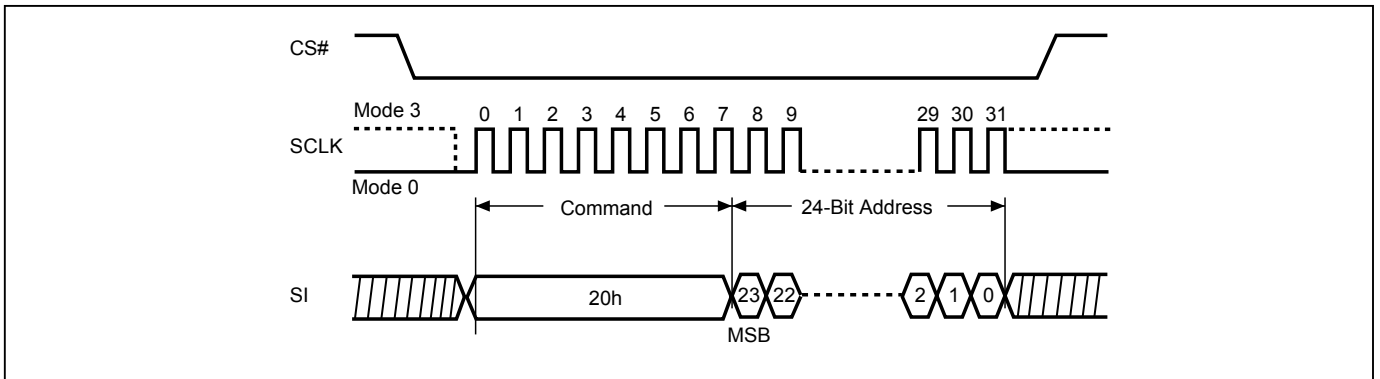 CS#
Mode 3
0 1 2 3 4 5 6 7 8 9 29 30 31
SCLK
Mode 0
Command 24-Bit Address
SI 20h 23 22 2 1 0
MSB